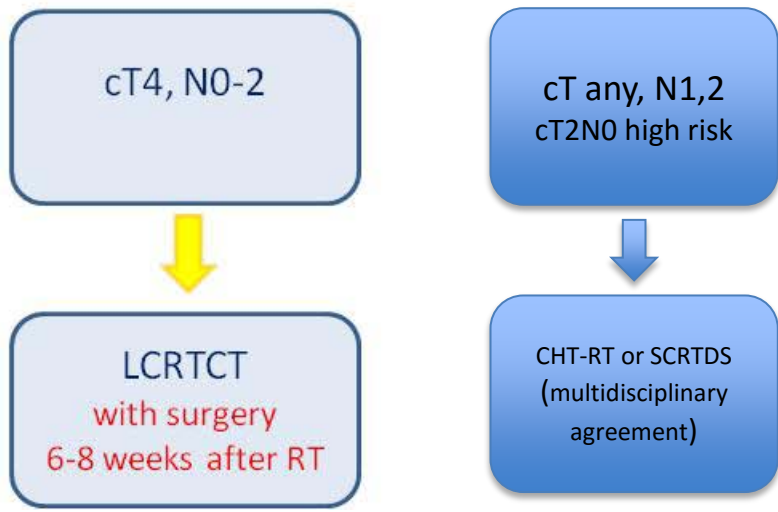 cT4, N0-2
LCRTCT
with surgery
6-8 weeks after RT
cT any, N1,2
cT2N0 high risk
CHT-RT or SCRTDS
(multidisciplinary
agreement)